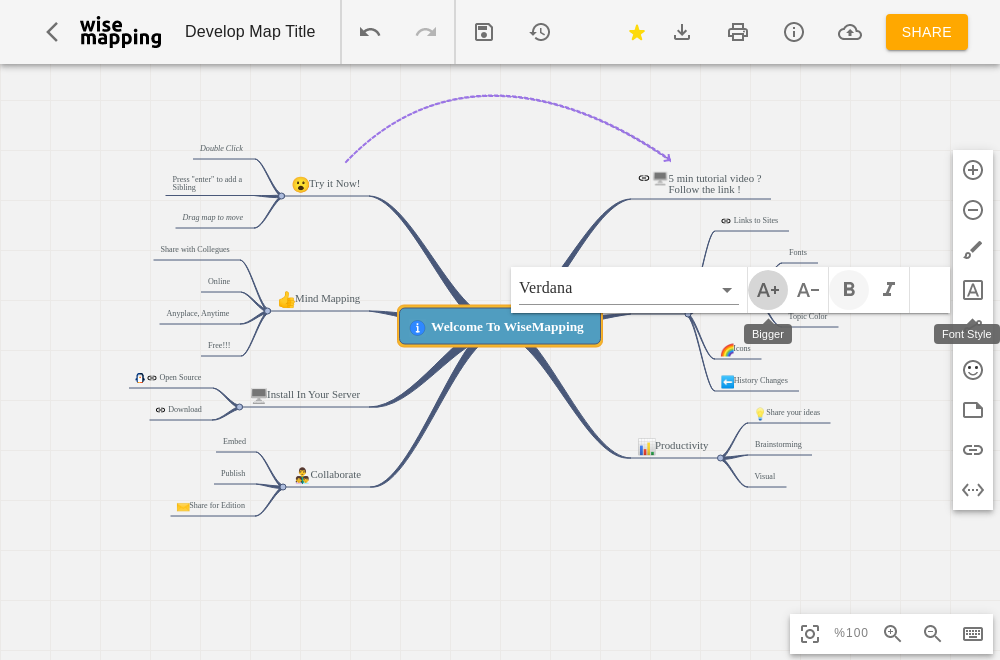 wise
mapping
Develop Map Title
SHARE
Double Click
Press "enter" to add a
Sibling
Drag map to move
Try it Now!
5 min tutorial video ?
Follow the link !
Links to Sites
Fonts
Share with Collegues
Online
Anyplace, Anytime
Free!!!
Mind Mapping
Verdana
A+
A-
B
I
A
Bigger
Font Style
Topic Color
Welcome To WiseMapping
Icons
History Changes
Open Source
Download
Install In Your Server
Share your ideas
Brainstorming
Visual
Productivity
Embed
Publish
Share for Edition
Collaborate
%100